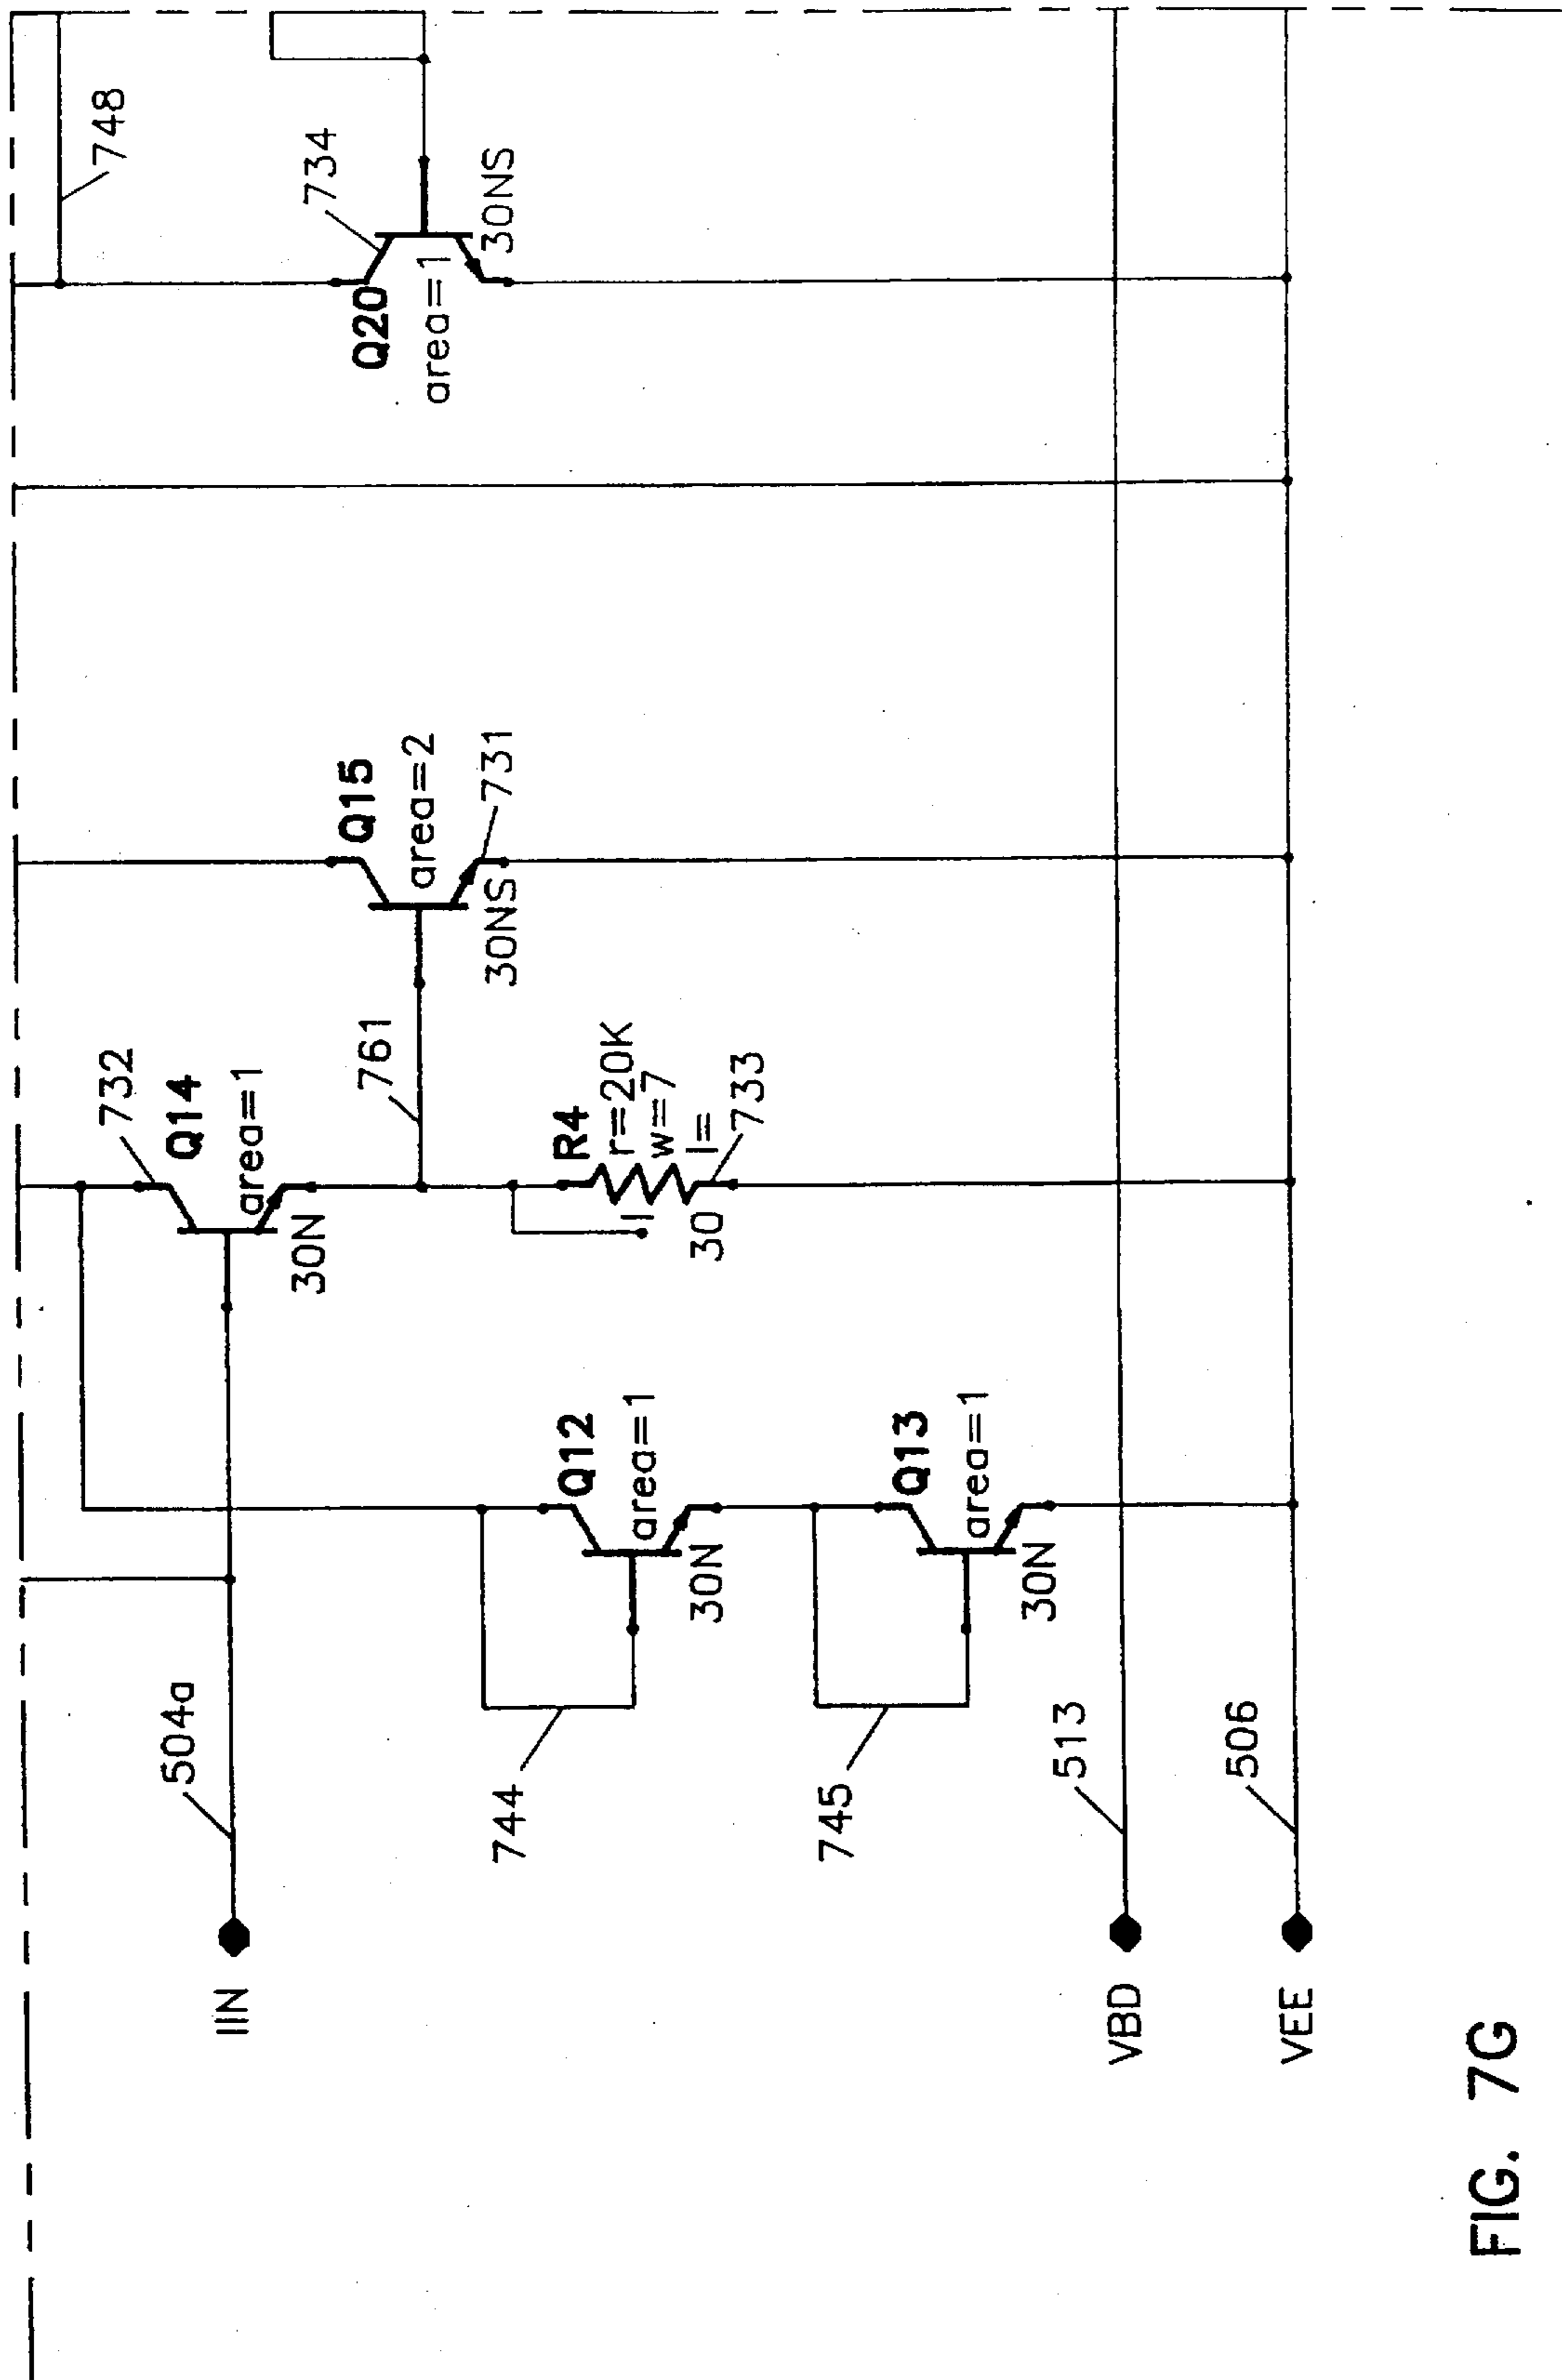 748
734
Q20
area=1
30NS
Q15
area=2
30NS
731
732
Q14
area=1
30N
761
R4
r=20K
w=7
l=
30
733
504a
IIN
Q12
area=1
30N
744
Q13
area=1
30N
745
513
VBD
506
VEE
FIG. 7G